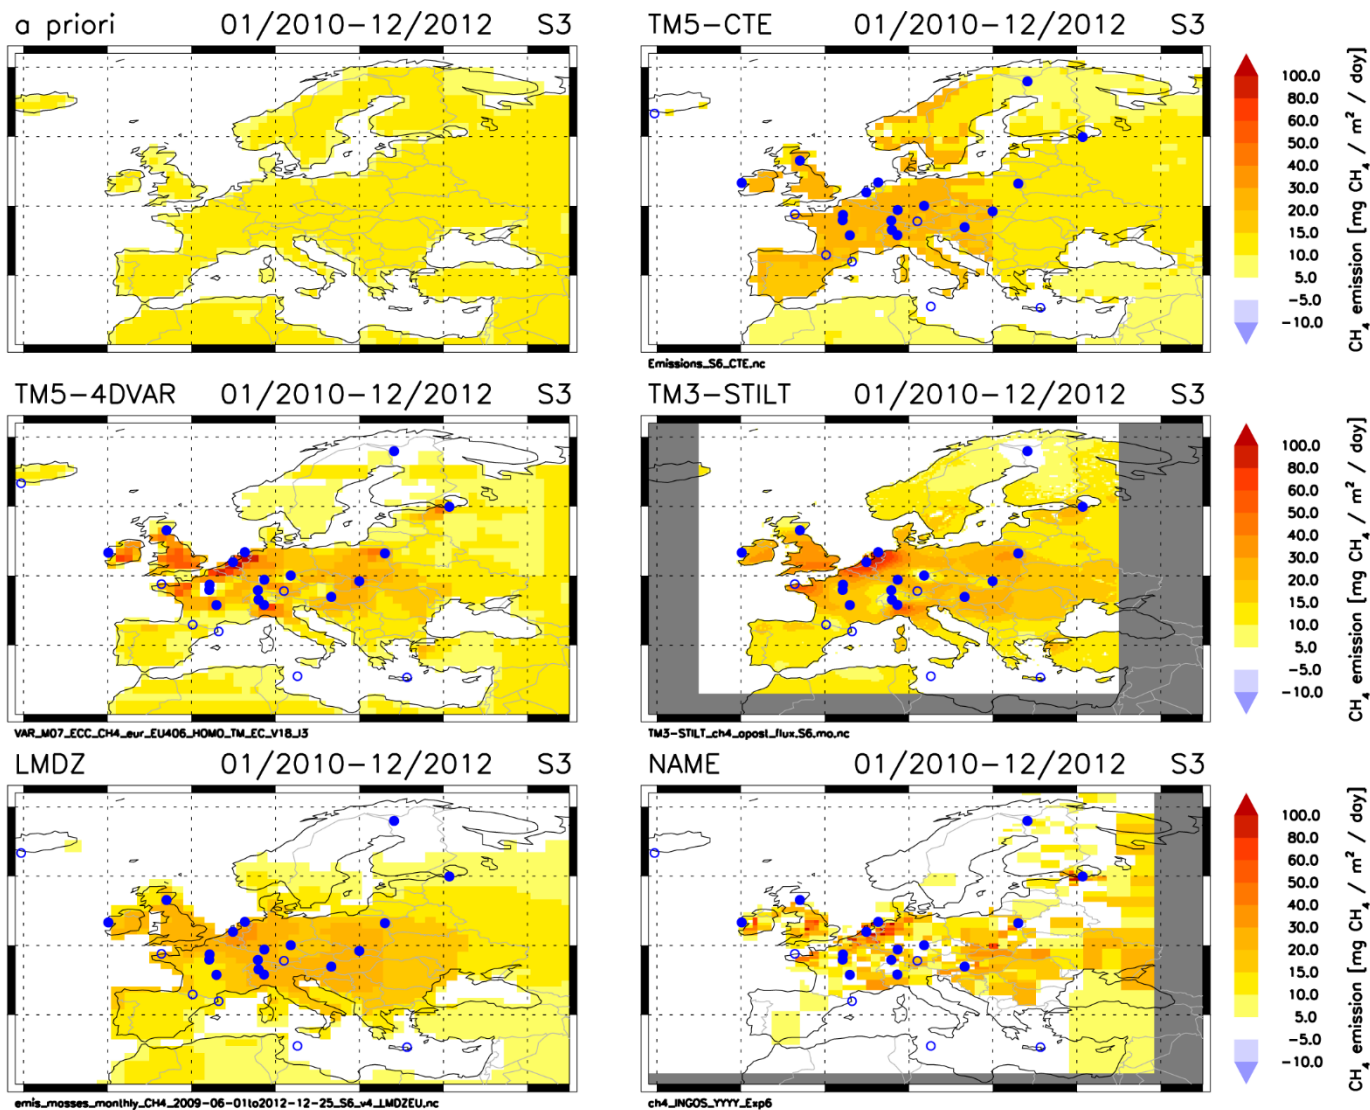 a priori 01/2010-12/2012 S3
TM5-CTE 01/2010-12/2012 S3
100.0
80.0
60.0
50.0
40.0
30.0
20.0
15.0
10.0
5.0
-5.0
-10.0
CH4 emission [mg CH4 / m2 / day]
Emissions_S6_CTE.nc
TM5-4DVAR 01/2010-12/2012 S3
TM3-STILT 01/2010-12/2012 S3
100.0
80.0
60.0
50.0
40.0
30.0
20.0
15.0
10.0
5.0
-5.0
-10.0
CH4 emission [mg CH4 / m2 / day]
VAR_M07_ECC_CH4_eur_EU406_HOMO_TM_EC_V18_I3
TM3-STILT_ch4_apost_flux.S6.mo.nc
LMDZ 01/2010-12/2012 S3
NAME 01/2010-12/2012 S3
100.0
80.0
60.0
50.0
40.0
30.0
20.0
15.0
10.0
5.0
-5.0
-10.0
CH4 emission [mg CH4 / m2 / day]
emis_mosses_monthly_CH4_2009-06-01to2012-12-25_S6_v4_LMDZEU.nc
ch4_INGOS_YYYY_Exp6